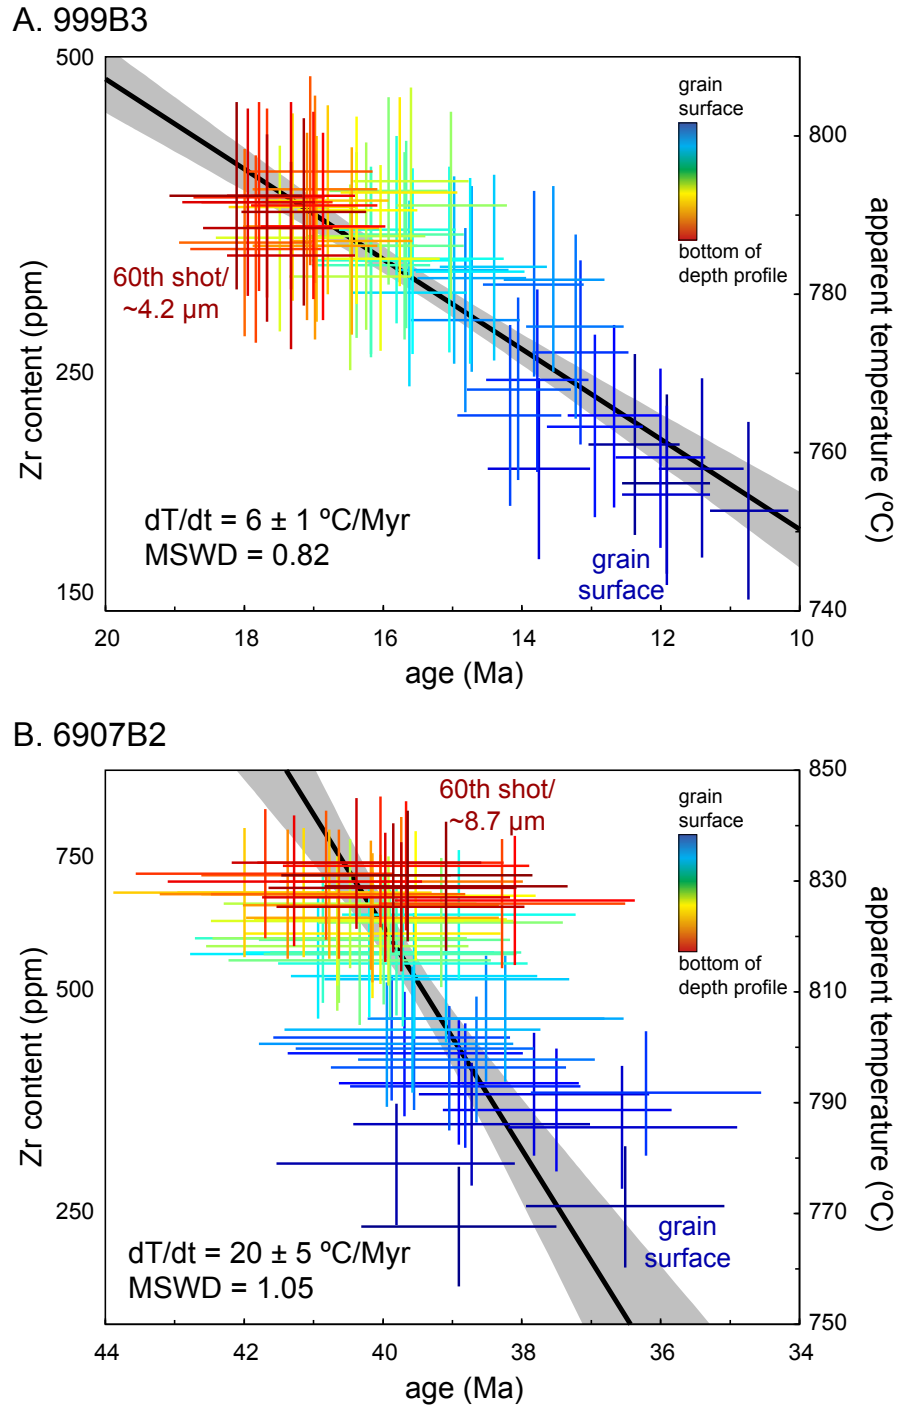 A. 999B3
500
250
150
Zr content (ppm)
grain
surface
bottom of
depth profile
60th shot/
~4.2 µm
dT/dt = 6 ± 1 ºC/Myr
MSWD = 0.82
grain
surface
800
780
760
740
apparent temperature (ºC)
20 18 16 14 12 10
age (Ma)
B. 6907B2
750
500
250
Zr content (ppm)
60th shot/
~8.7 µm
grain
surface
bottom of
depth profile
dT/dt = 20 ± 5 ºC/Myr
MSWD = 1.05
grain
surface
850
830
810
790
770
750
apparent temperature (ºC)
44 42 40 38 36 34
age (Ma)